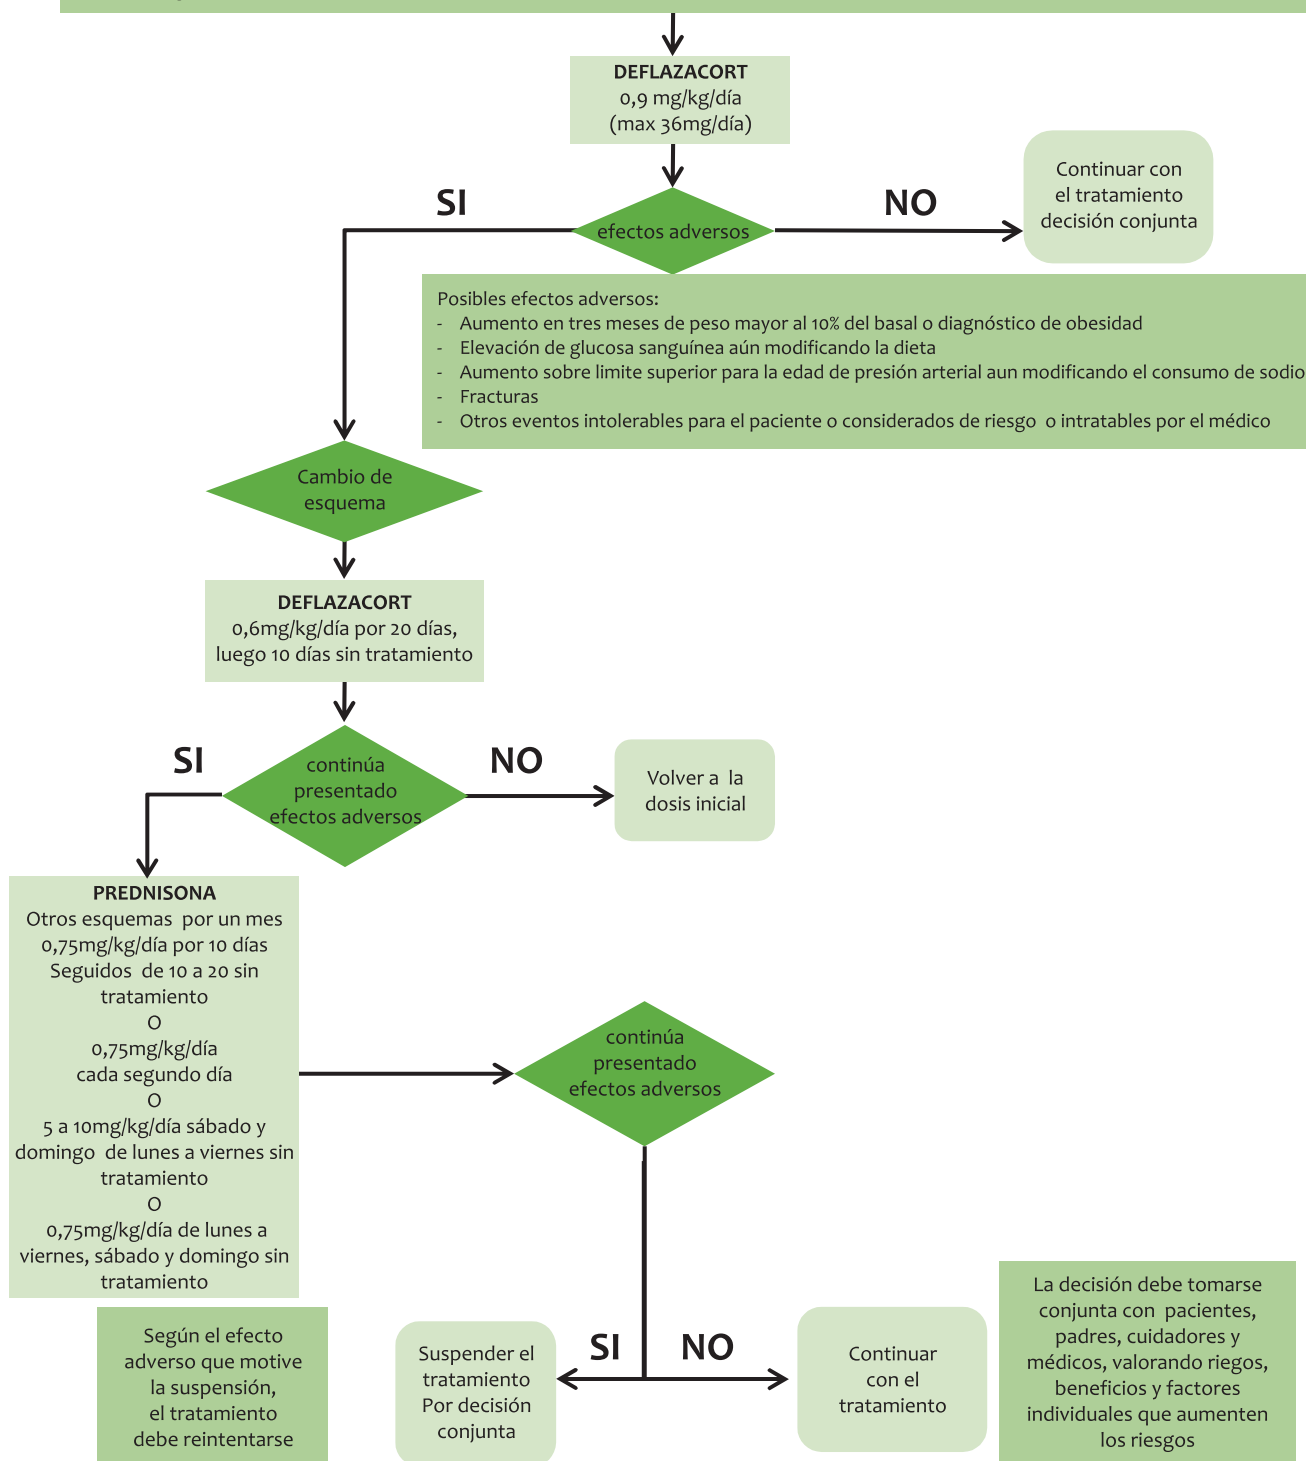 DEFLAZACORT
0,9 mg/kg/día
(max 36mg/día)
SI
efectos adversos
NO
Continuar con
el tratamiento
decisión conjunta
Posibles efectos adversos:
- Aumento en tres meses de peso mayor al 10% del basal o diagnóstico de obesidad
- Elevación de glucosa sanguínea aún modificando la dieta
- Aumento sobre limite superior para la edad de presión arterial aun modificando el consumo de sodio
- Fracturas
- Otros eventos intolerables para el paciente o considerados de riesgo o intratables por el médico
Cambio de
esquema
DEFLAZACORT
0,6mg/kg/día por 20 días,
luego 10 días sin tratamiento
SI
continúa
presentado
efectos adversos
NO
Volver a la
dosis inicial
PREDNISONA
Otros esquemas por un mes
0,75mg/kg/día por 10 días
Seguidos de 10 a 20 sin
tratamiento
O
0,75mg/kg/día
cada segundo día
O
5 a 10mg/kg/día sábado y
domingo de lunes a viernes sin
tratamiento
O
0,75mg/kg/día de lunes a
viernes, sábado y domingo sin
tratamiento
continúa
presentado
efectos adversos
Según el efecto
adverso que motive
la suspensión,
el tratamiento
debe reintentarse
Suspender el
tratamiento
Por decisión
conjunta
SI
NO
Continuar
con el
tratamiento
La decisión debe tomarse
conjunta con pacientes,
padres, cuidadores y
médicos, valorando riegos,
beneficios y factores
individuales que aumenten
los riesgos